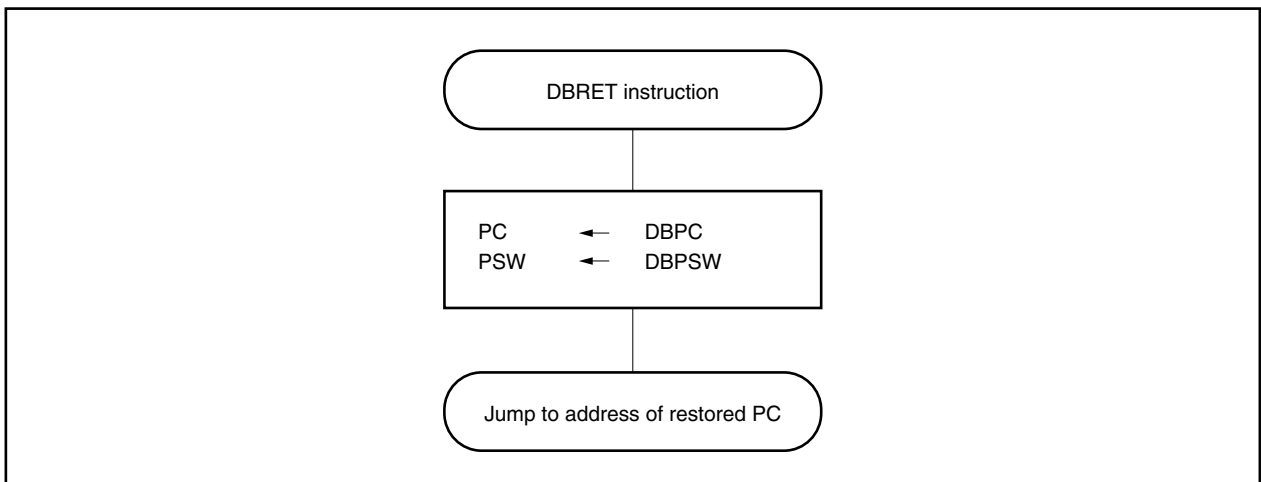 DBRET instruction
PC ← DBPC
PSW ← DBPSW
Jump to address of restored PC